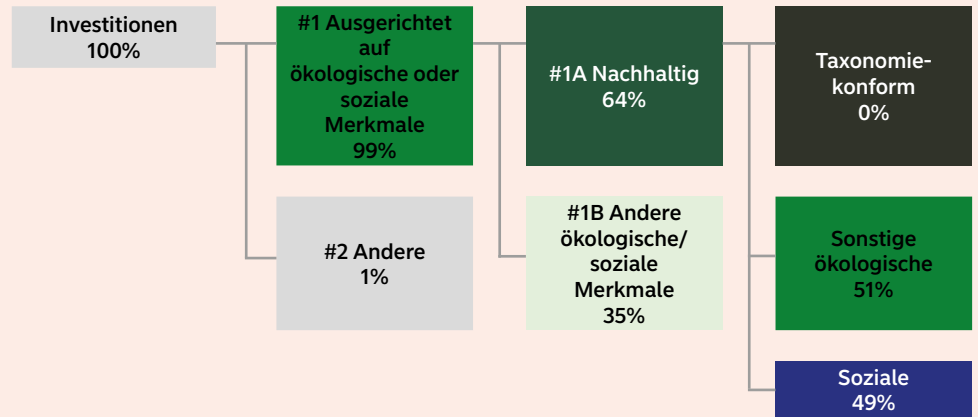 Investitionen
100%
#1 Ausgerichtet
auf
ökologische oder
soziale
Merkmale
99%
#1A Nachhaltig
64%
Taxonomie-
konform
0%
#2 Andere
1%
#1B Andere
ökologische/
soziale
Merkmale
35%
Sonstige
ökologische
51%
Soziale
49%